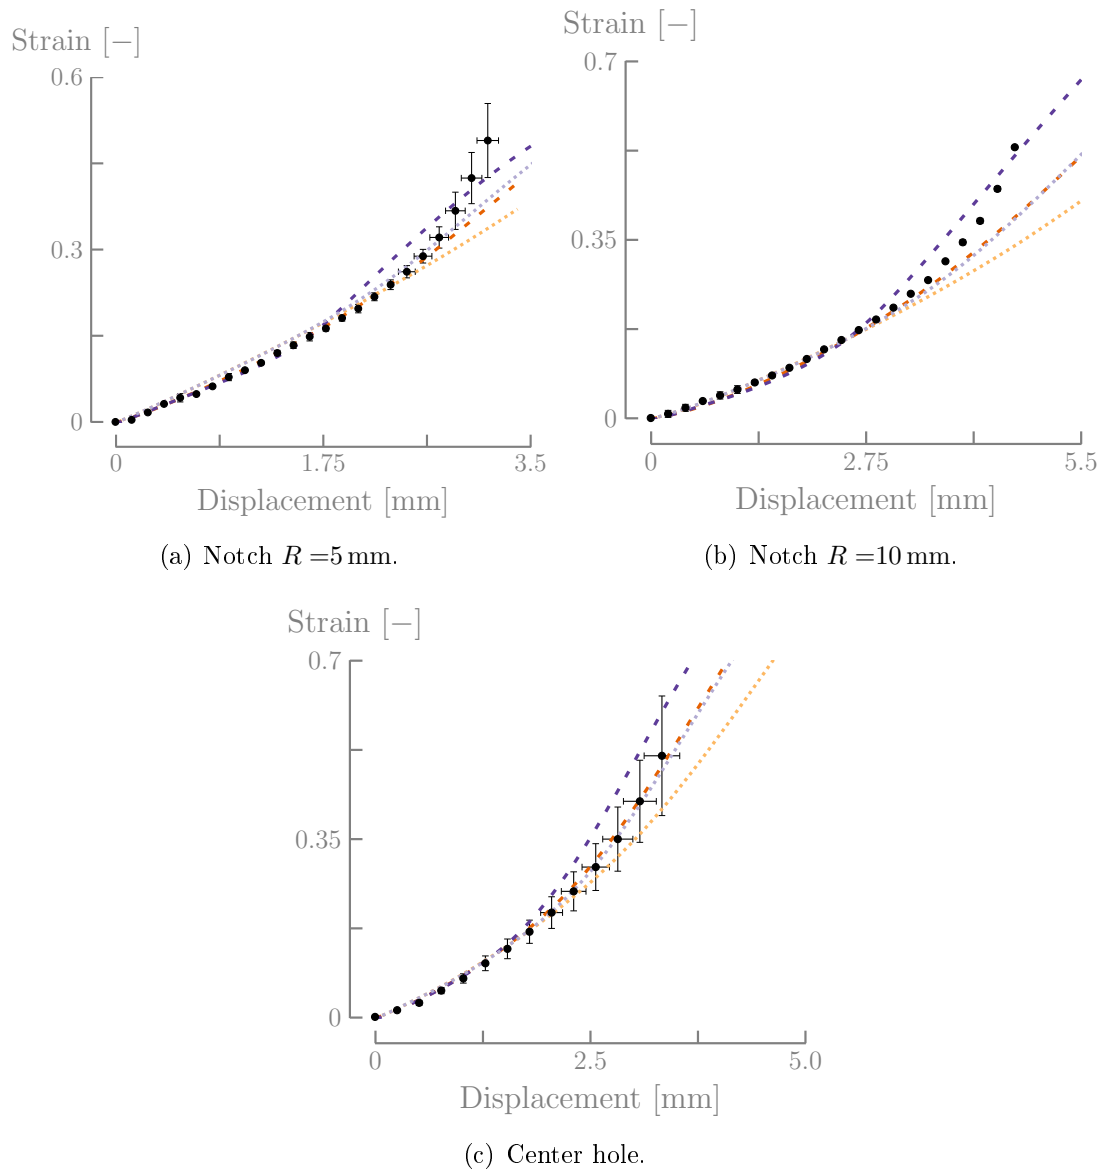 Strain [−]
0.6
0.3
0
0
1.75
3.5
Displacement [mm]
(a) Notch R =5 mm.
Strain [−]
0.7
0.35
0
0
2.75
5.5
Displacement [mm]
(b) Notch R =10 mm.
Strain [−]
0.7
0.35
0
0
2.5
5.0
Displacement [mm]
(c) Center hole.